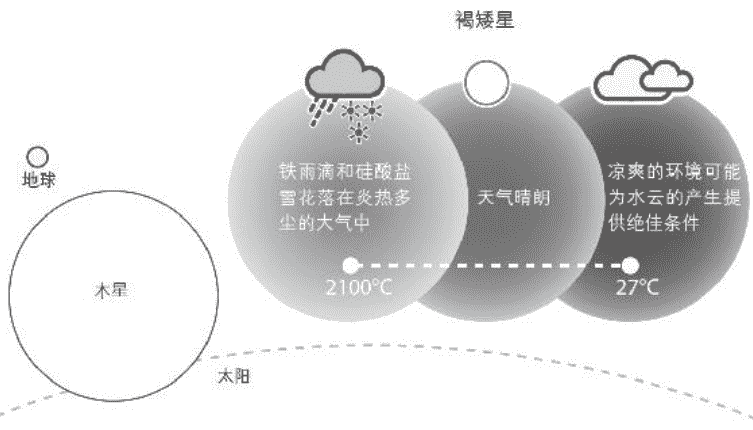 褐矮星
铁雨滴和硅酸盐
雪花落在炎热多
尘的大气中
天气晴朗
凉爽的环境可能
为水云的产生提
供绝佳条件
2100°C
27°C
地球
木星
太阳